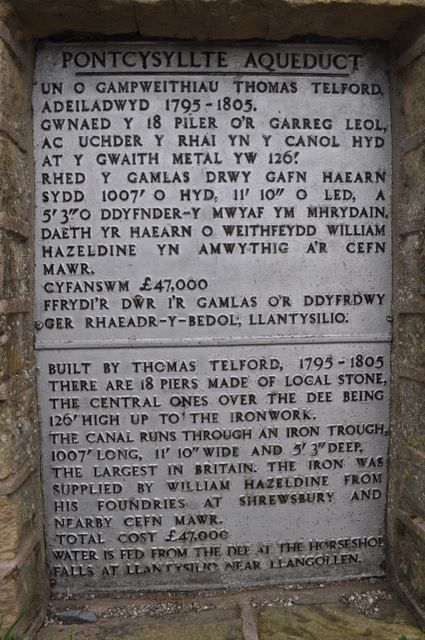 PONTCYSYLLTE AQUEDUCT
UN O GAMPWEITHIAU THOMAS TELFORD,
ADEILADWYD 1795-1805.
GWNAED Y 18 PILER O'R GARREG LEOL,
AC UCHDER Y RHAI YN Y CANOL HYD
AT Y GWAITH METAL YW 126'.
RHED Y GAMLAS DRWY GAFN HAEARN
SYDD 1007' O HYD, 11' 10" O LED, A
5' 3" O DDYFNDER-Y MWYAF YM MHRYDAIN.
DAETH YR HAEARN O WEITHFEYDD WILLIAM
HAZELDINE YN AMWYTHIG A'R CEFN
MAWR.
CYFANSWM £47,000
FFRYDI'R DŴR I'R GAMLAS O'R DDYFRDWY
GER RHAEADR-Y-BEDOL, LLANTYSILIO.
BUILT BY THOMAS TELFORD, 1795-1805
THERE ARE 18 PIERS MADE OF LOCAL STONE,
THE CENTRAL ONES OVER THE DEE BEING
126' HIGH UP TO THE IRONWORK.
THE CANAL RUNS THROUGH AN IRON TROUGH,
1007' LONG, 11' 10" WIDE AND 5' 3" DEEP,
THE LARGEST IN BRITAIN. THE IRON WAS
SUPPLIED BY WILLIAM HAZELDINE FROM
HIS FOUNDRIES AT SHREWSBURY AND
NEARBY CEFN MAWR.
TOTAL COST £47,000
WATER IS FED FROM THE DEE AT THE HORSESHOE
FALLS AT LLANTYSILIO NEAR LLANGOLLEN.